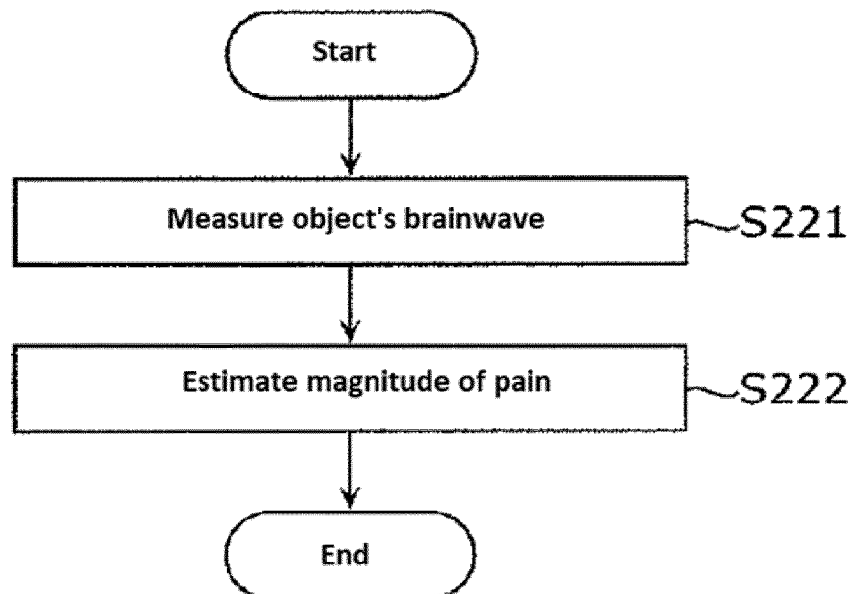 Start
Measure object's brainwave
S221
Estimate magnitude of pain
S222
End